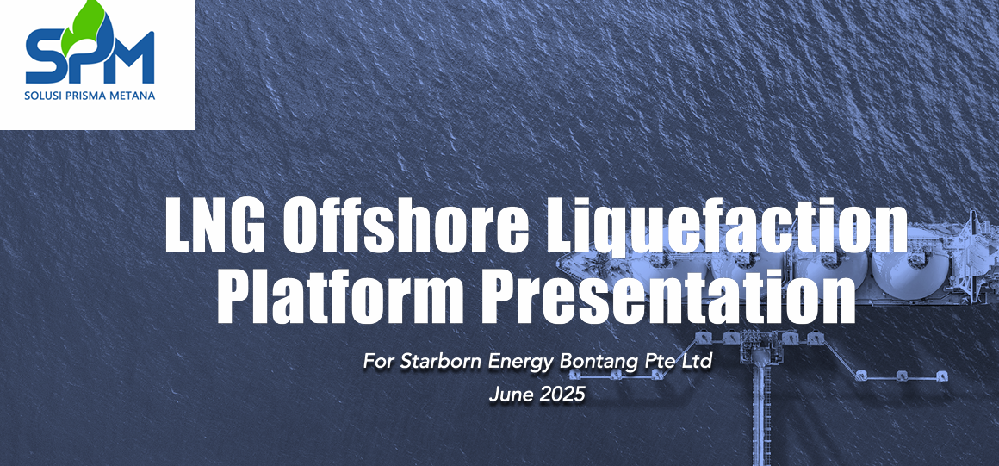 SPM
SOLUSI PRISMA METANA
LNG Offshore Liquefaction
Platform Presentation
For Starborn Energy Bontang Pte Ltd
June 2025